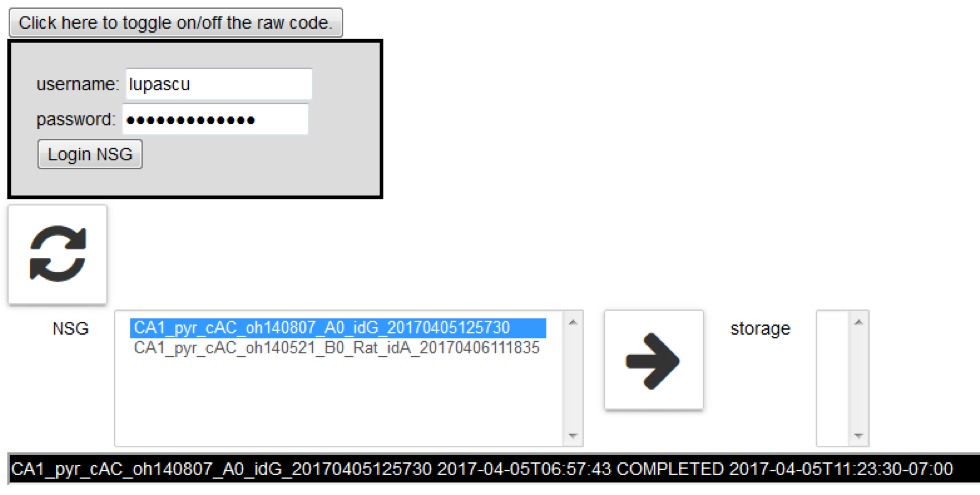 Click here to toggle on/off the raw code.
username: lupascu
password: •••••••••••••
Login NSG
NSG
CA1_pyr_cAC_oh140807_A0_idG_20170405125730
CA1_pyr_cAC_oh140521_B0_Rat_idA_20170406111835
storage
CA1_pyr_cAC_oh140807_A0_idG_20170405125730 2017-04-05T06:57:43 COMPLETED 2017-04-05T11:23:30-07:00